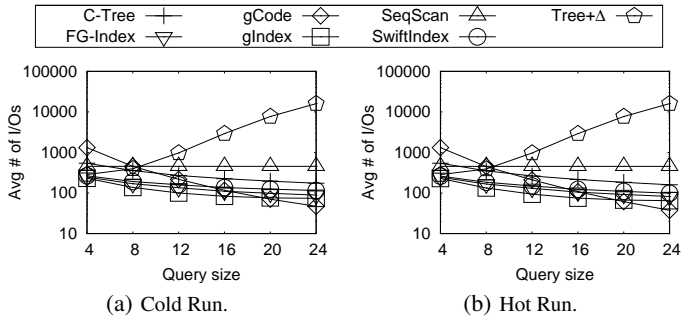 C-Tree gCode SeqScan Tree+Δ
FG-Index gIndex SwiftIndex
Avg # of I/Os
100000
10000
1000
100
10
4 8 12 16 20 24
Query size
(a) Cold Run.
Avg # of I/Os
100000
10000
1000
100
10
4 8 12 16 20 24
Query size
(b) Hot Run.